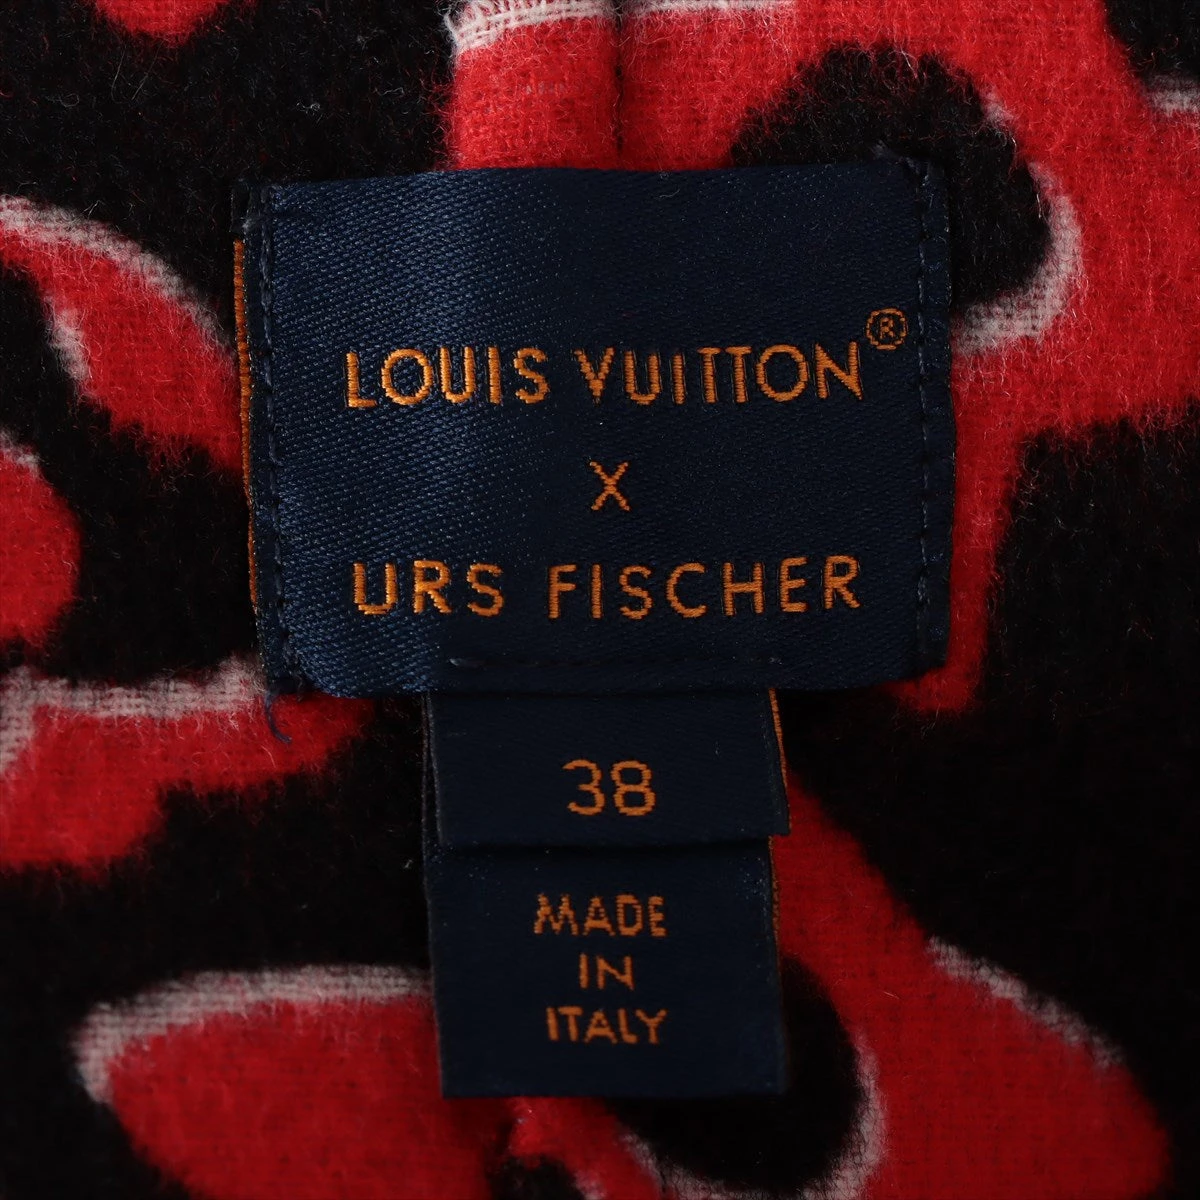 LOUIS VUITTON®
X
URS FISCHER
38
MADE
IN
ITALY